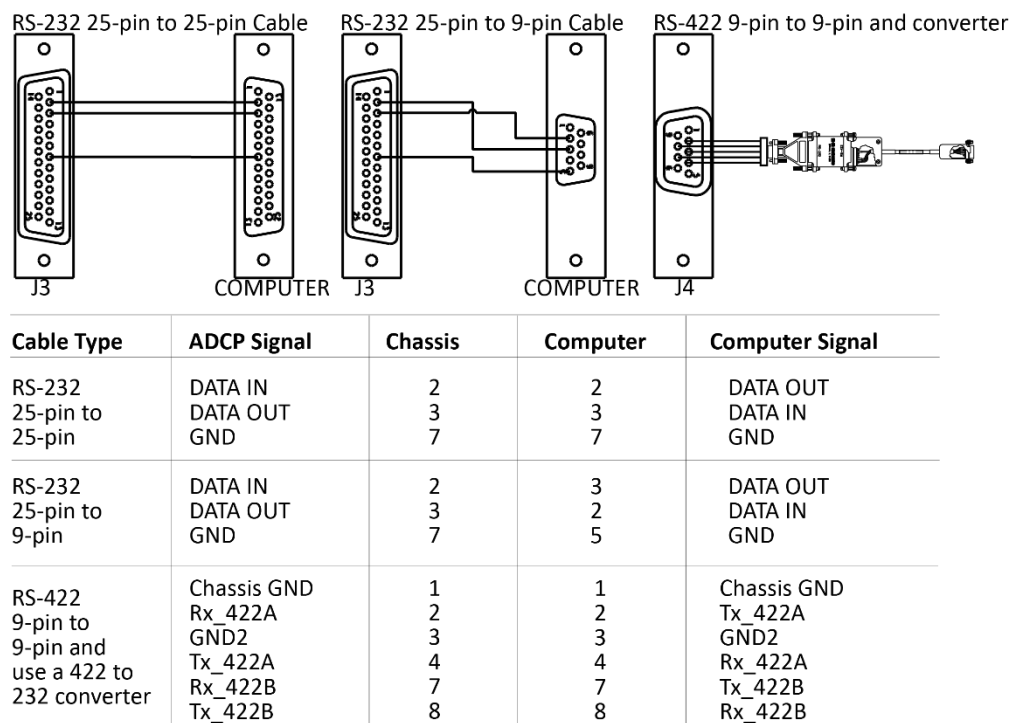 RS-232 25-pin to 25-pin Cable
RS-232 25-pin to 9-pin Cable
RS-422 9-pin to 9-pin and converter
J3
COMPUTER
J3
COMPUTER
J4
Cable Type ADCP Signal Chassis Computer Computer Signal
RS-232 DATA IN 2 2 DATA OUT
25-pin to DATA OUT 3 3 DATA IN
25-pin GND 7 7 GND
RS-232 DATA IN 2 3 DATA OUT
25-pin to DATA OUT 3 2 DATA IN
9-pin GND 7 5 GND
RS-422
9-pin to
9-pin and
use a 422 to
232 converter
Chassis GND 1 1 Chassis GND
Rx_422A 2 2 Tx_422A
GND2 3 3 GND2
Tx_422A 4 4 Rx_422A
Rx_422B 7 7 Tx_422B
Tx_422B 8 8 Rx_422B